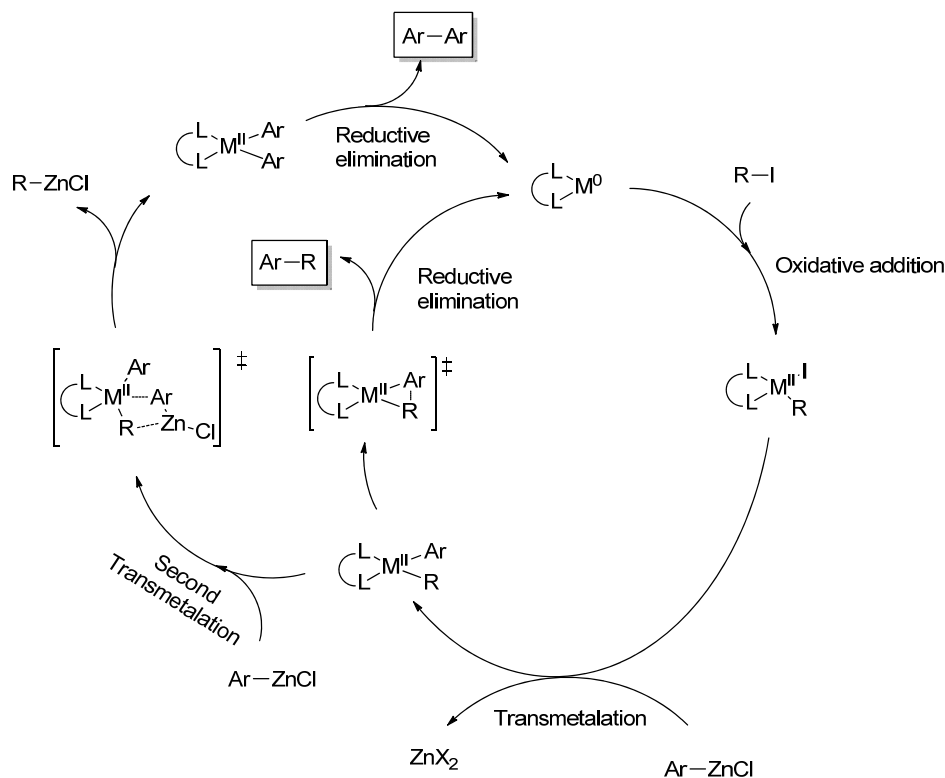 Ar–Ar
L
L
M^II
Ar
Ar
Reductive
elimination
R–ZnCl
L
L
M^0
R–I
Ar–R
Reductive
elimination
Oxidative addition
L
L
M^II
Ar
Ar
R
Zn
Cl
‡
L
L
M^II
Ar
R
‡
L
L
M^II
I
R
Second
Transmetalation
L
L
M^II
Ar
R
Ar–ZnCl
Transmetalation
ZnX₂
Ar–ZnCl